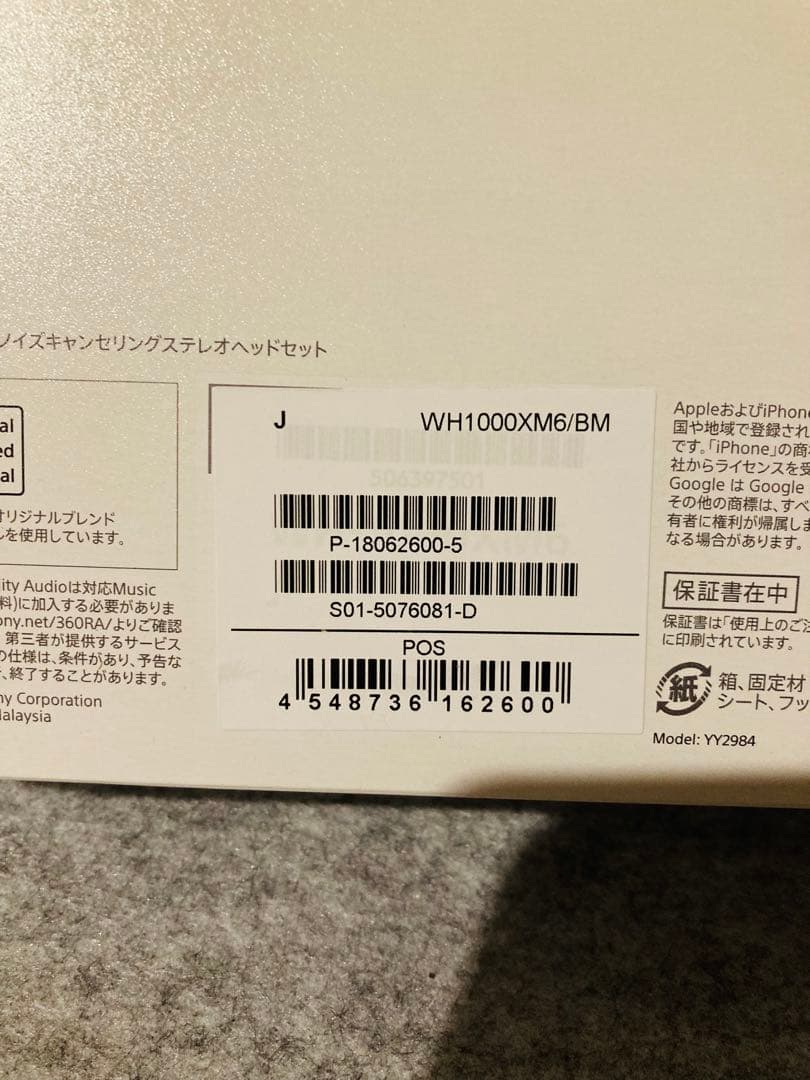 ノイズキャンセリングステレオヘッドセット
al
ed
al
オリジナルブレンド
ルを使用しています。
ity Audioは対応Music
料)に加入する必要がありま
ony.net/360RA/よりご確認
第三者が提供するサービス
の仕様は、条件があり、予告な
、終了することがあります。
ny Corporation
Malaysia
J WH1000XM6/BM
506397501
P-18062600-5
S01-5076081-D
POS
4 548736 162600
AppleおよびiPhone
国や地域で登録され
です。「iPhone」の商
社からライセンスを受
Google は Google
その他の商標は、すべ
有者に権利が帰属しま
なる場合があります。
保証書在中
保証書は「使用上のご注
に印刷されています。
紙
箱、固定材
シート、フッ
Model: YY2984